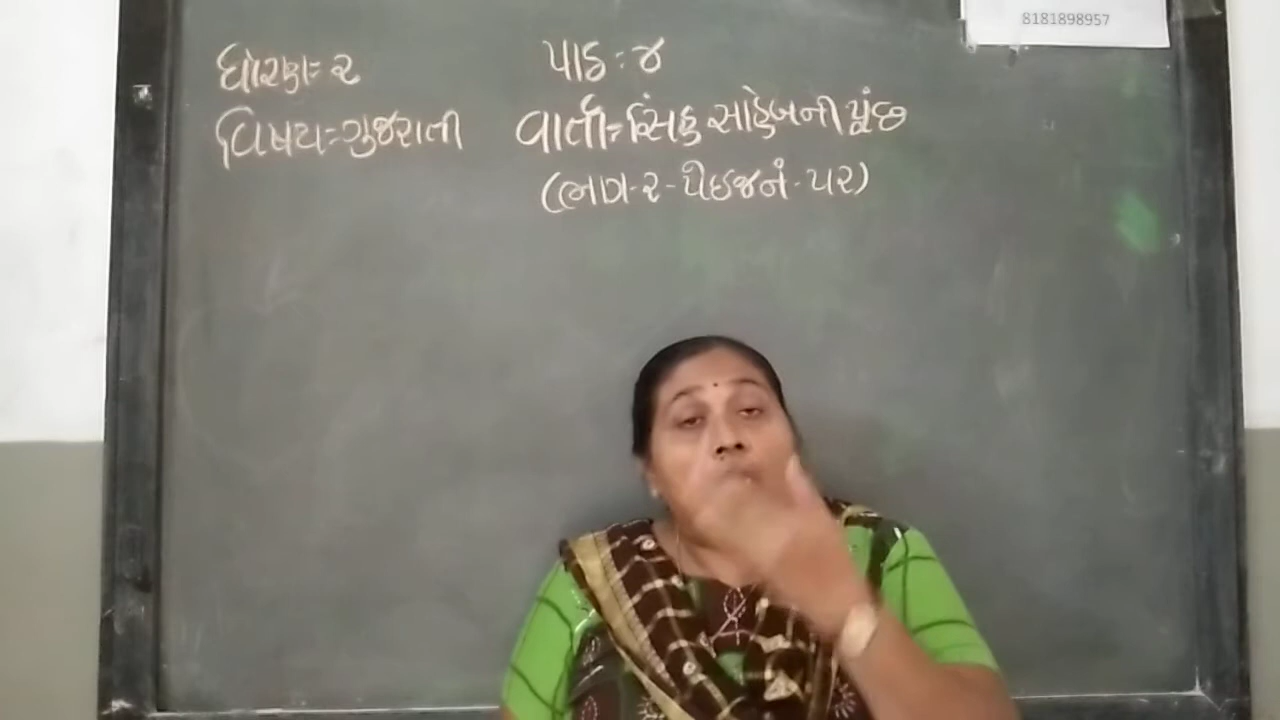 8181898957
ધોરણ:- ૨ પાઠ : ૪
વિષય:- ગુજરાતી વાર્તા:- સિંહ સાહેબની પૂંછ
(ભાગ-૨-પેઇજનં-૫૨)